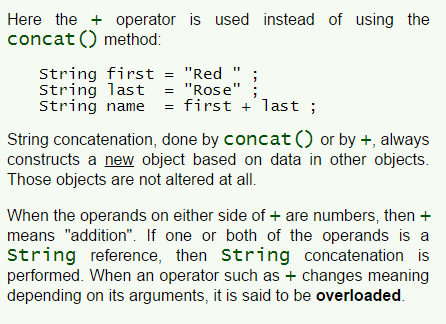 Here the + operator is used instead of using the
concat() method:
String first = "Red " ;
String last  = "Rose" ;
String name  = first + last ;
String concatenation, done by concat() or by +, always
constructs a new object based on data in other objects.
Those objects are not altered at all.
When the operands on either side of + are numbers, then +
means "addition". If one or both of the operands is a
String reference, then String concatenation is
performed. When an operator such as + changes meaning
depending on its arguments, it is said to be overloaded.